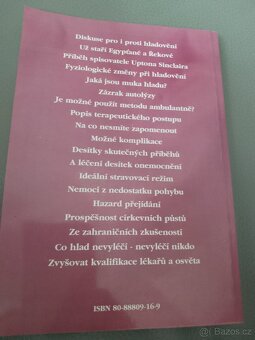 Diskuse pro i proti hladovění
Už staří Egypťané a Řekové
Příběh spisovatele Uptona Sinclaira
Fyziologické změny při hladovění
Jaká jsou muka hladu?
Zázrak autolýzy
Je možné použít metodu ambulantně?
Popis terapeutického postupu
Na co nesmíte zapomenout
Možné komplikace
Desítky skutečných příběhů
A léčení desítek onemocnění
Ideální stravovací režim
Nemoci z nedostatku pohybu
Hazard přejídání
Prospěšnost církevních půstů
Ze zahraničních zkušeností
Co hlad nevyléčí - nevyléčí nikdo
Zvyšovat kvalifikace lékařů a osvěta
ISBN 80-88809-16-9
Bazoš.cz